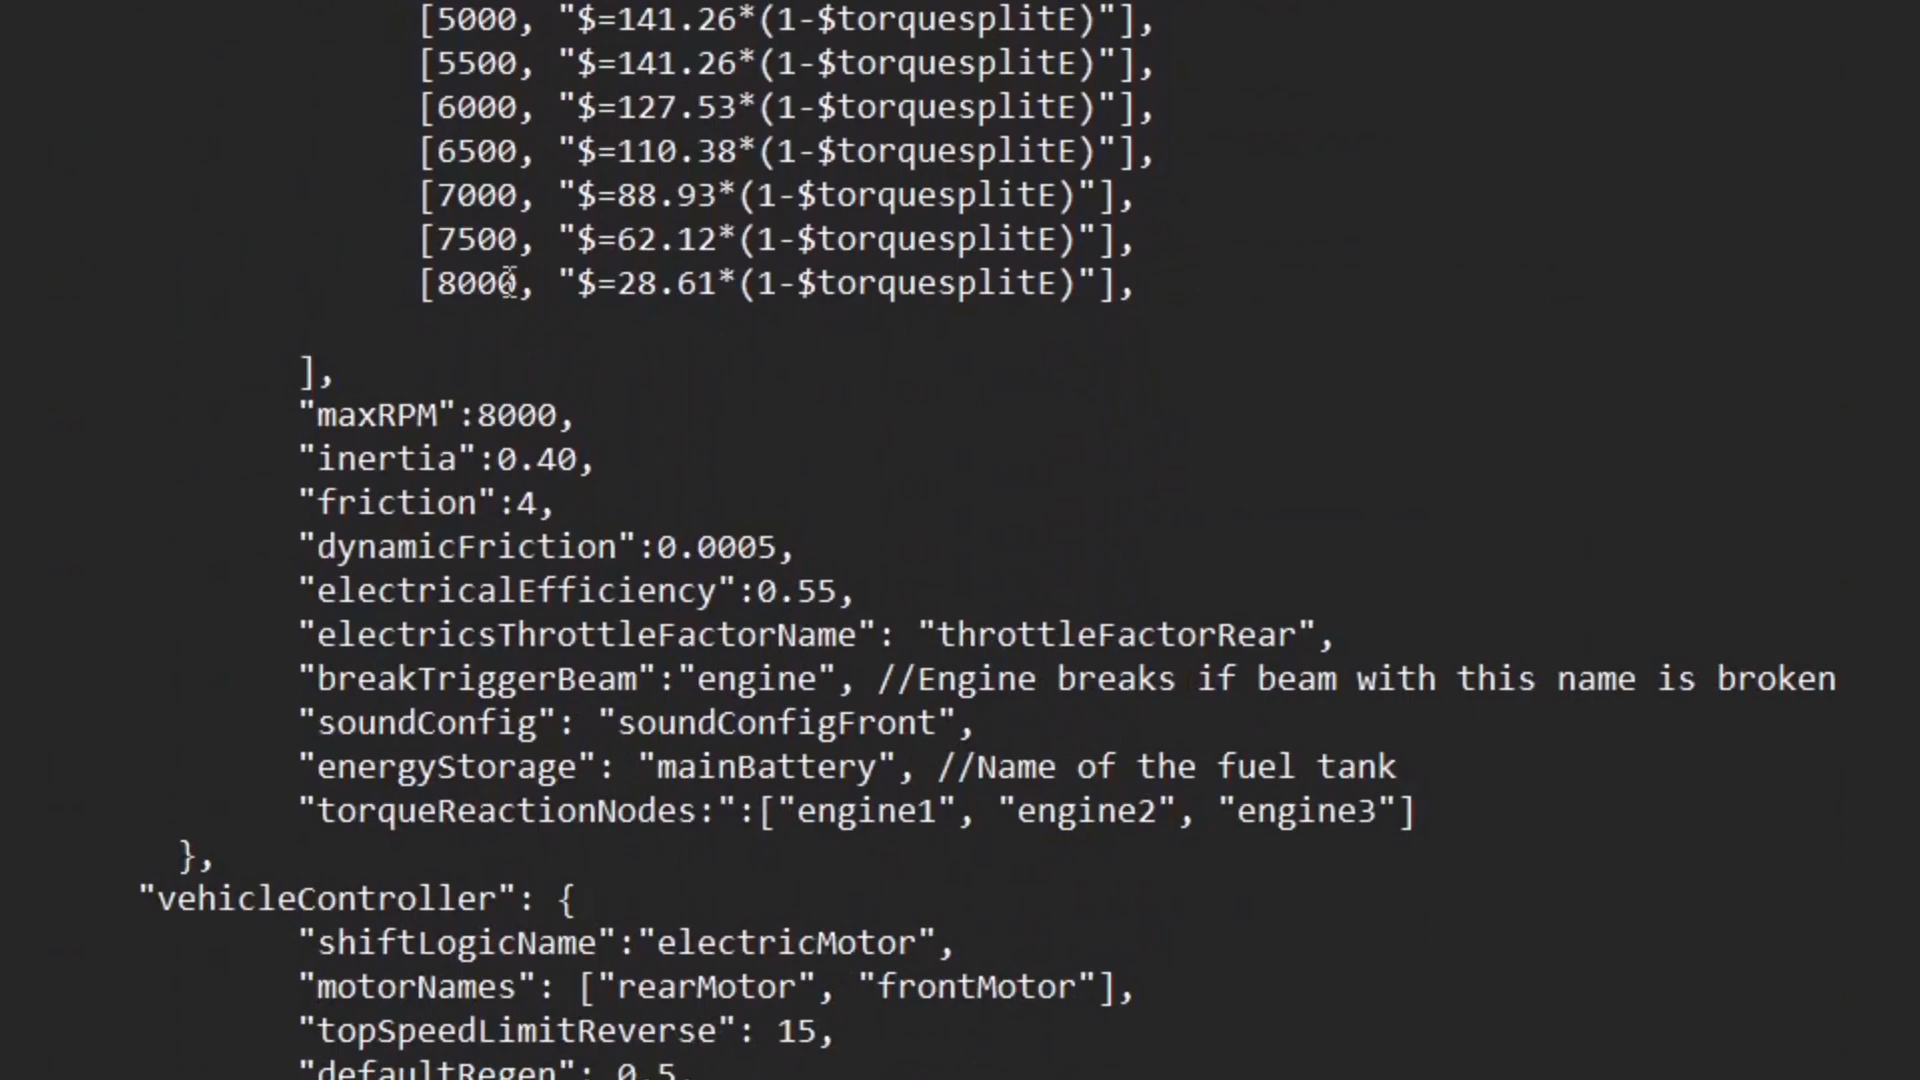 [5000, "$=141.26*(1-$torquesplitE)"],
[5500, "$=141.26*(1-$torquesplitE)"],
[6000, "$=127.53*(1-$torquesplitE)"],
[6500, "$=110.38*(1-$torquesplitE)"],
[7000, "$=88.93*(1-$torquesplitE)"],
[7500, "$=62.12*(1-$torquesplitE)"],
[8000, "$=28.61*(1-$torquesplitE)"],
],
"maxRPM":8000,
"inertia":0.40,
"friction":4,
"dynamicFriction":0.0005,
"electricalEfficiency":0.55,
"electricsThrottleFactorName": "throttleFactorRear",
"breakTriggerBeam":"engine", //Engine breaks if beam with this name is broken
"soundConfig": "soundConfigFront",
"energyStorage": "mainBattery", //Name of the fuel tank
"torqueReactionNodes:":["engine1", "engine2", "engine3"]
},
"vehicleController": {
"shiftLogicName":"electricMotor",
"motorNames": ["rearMotor", "frontMotor"],
"topSpeedLimitReverse": 15,
"defaultRegen": 0.5,